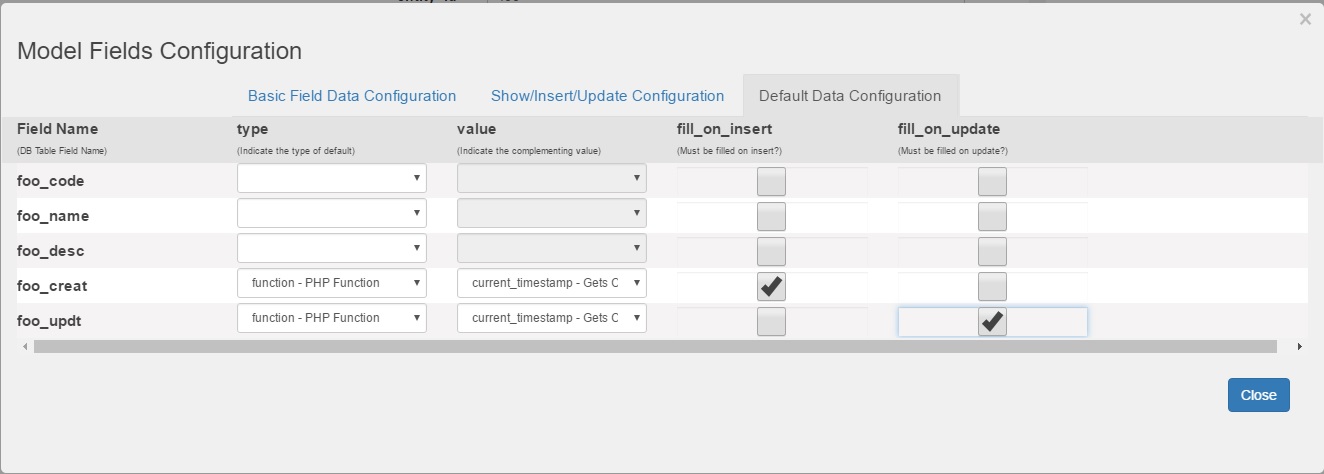 Model Fields Configuration
×
Basic Field Data Configuration Show/Insert/Update Configuration Default Data Configuration
Field Name type value fill_on_insert fill_on_update
(DB Table Field Name) (Indicate the type of default) (Indicate the complementing value) (Must be filled on insert?) (Must be filled on update?)
foo_code
foo_name
foo_desc
foo_creat function - PHP Function current_timestamp - Gets C
foo_updt function - PHP Function current_timestamp - Gets C
Close